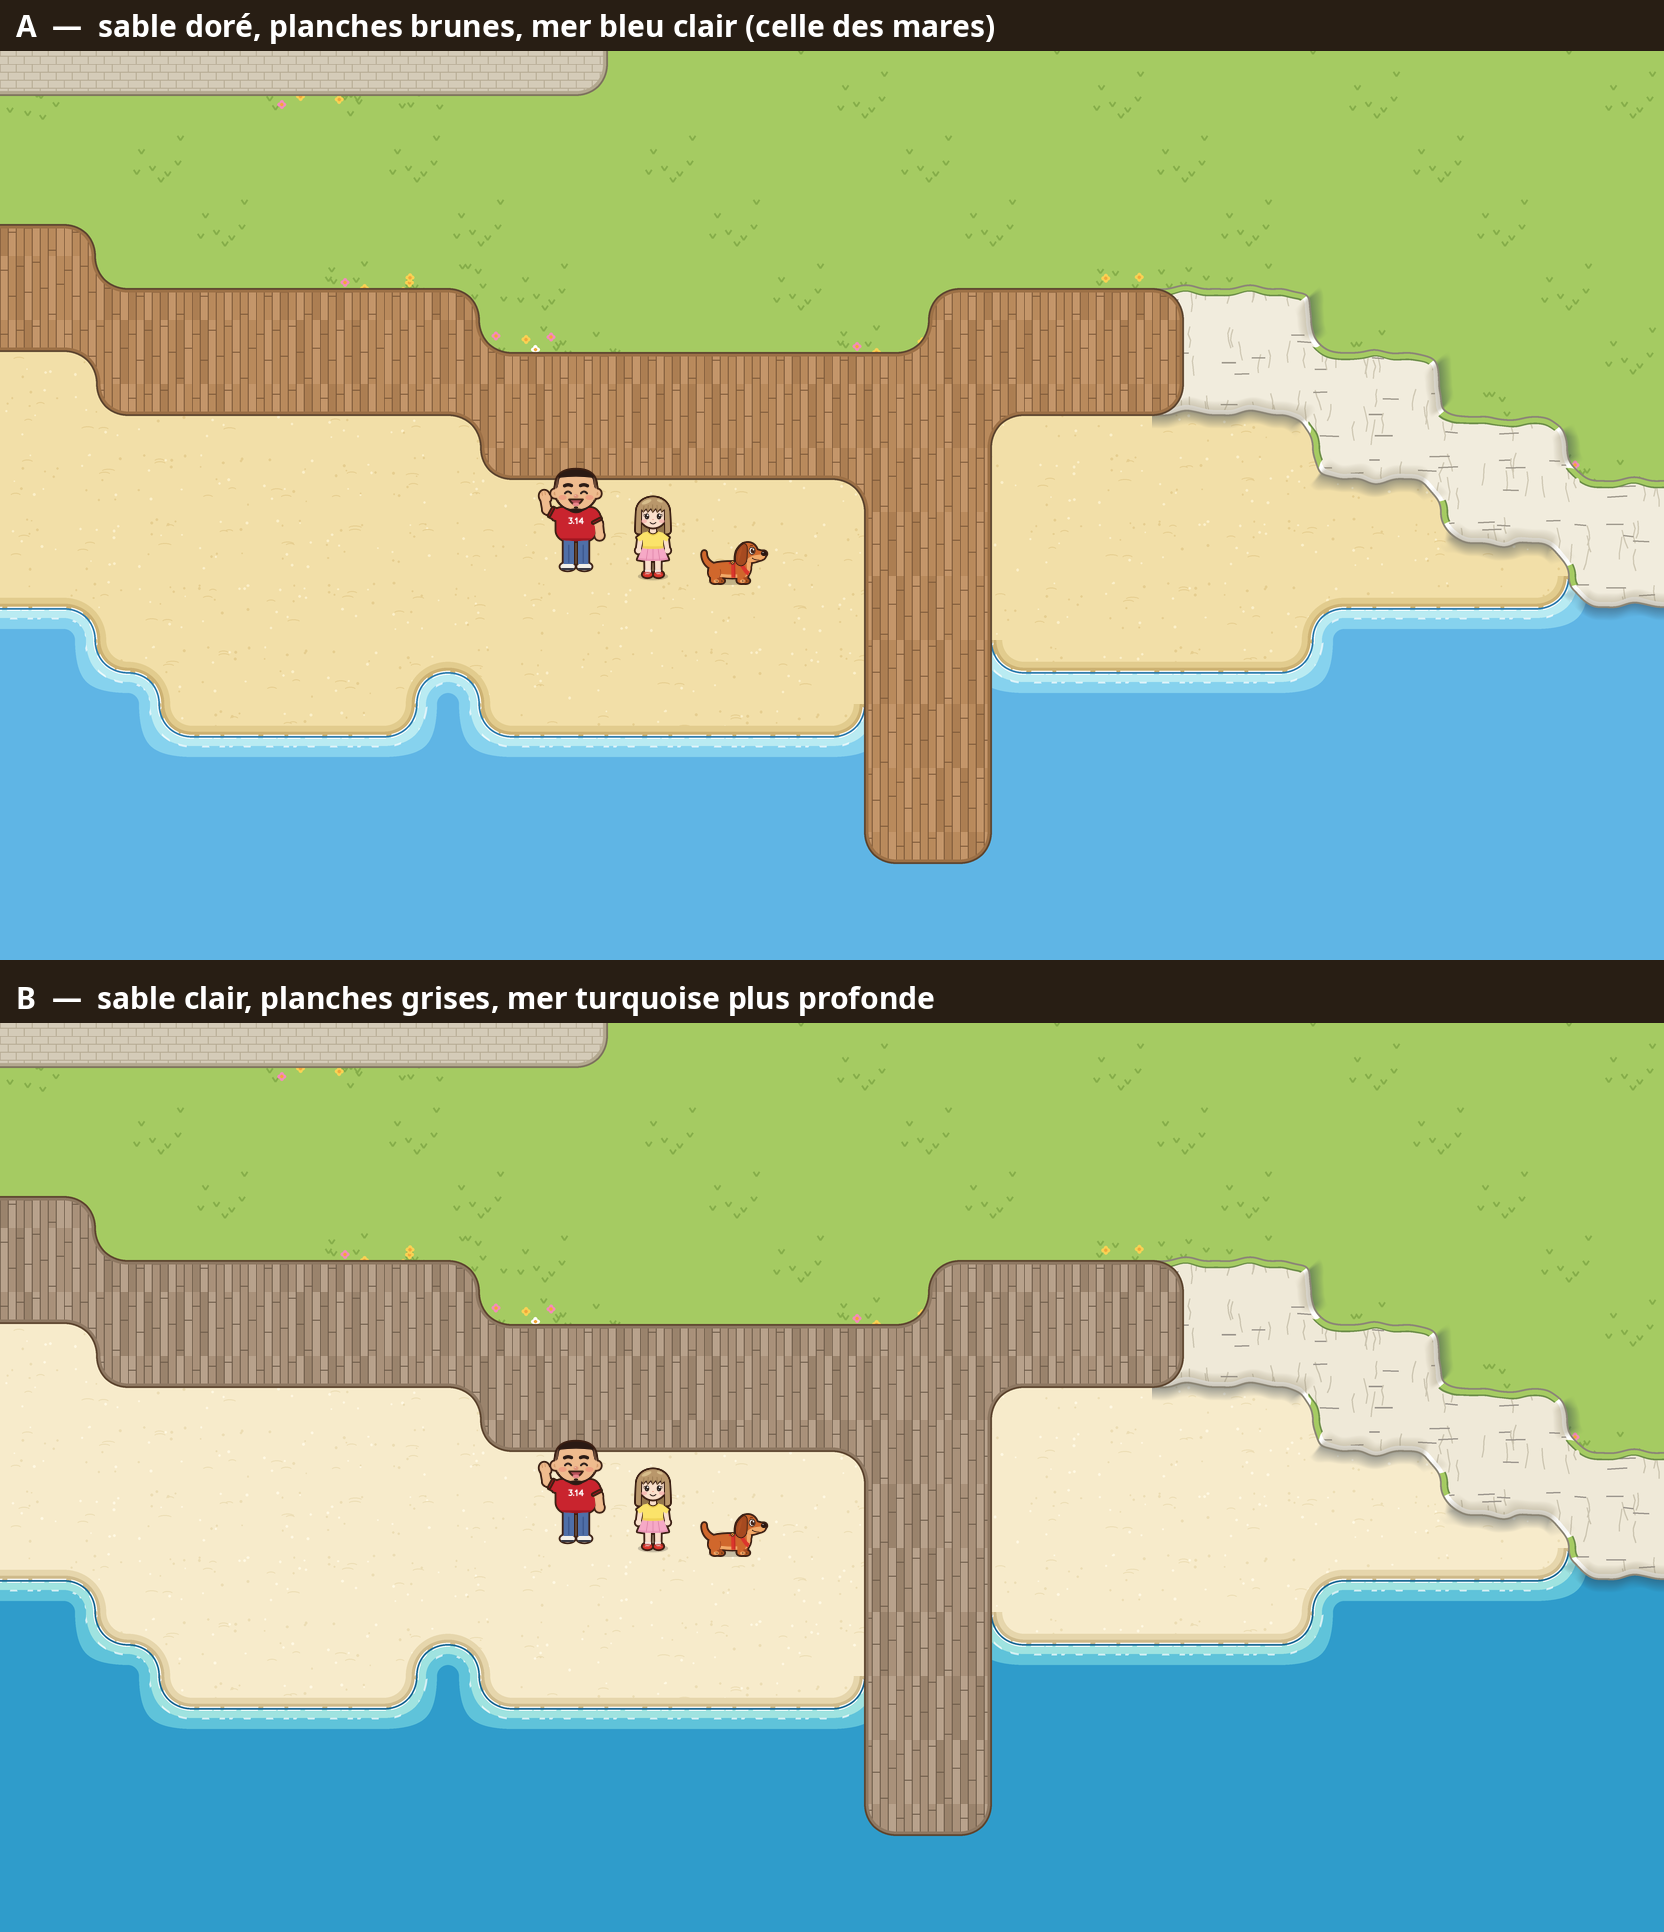 A — sable doré, planches brunes, mer bleu clair (celle des mares)
3.14
B — sable clair, planches grises, mer turquoise plus profonde
3.14